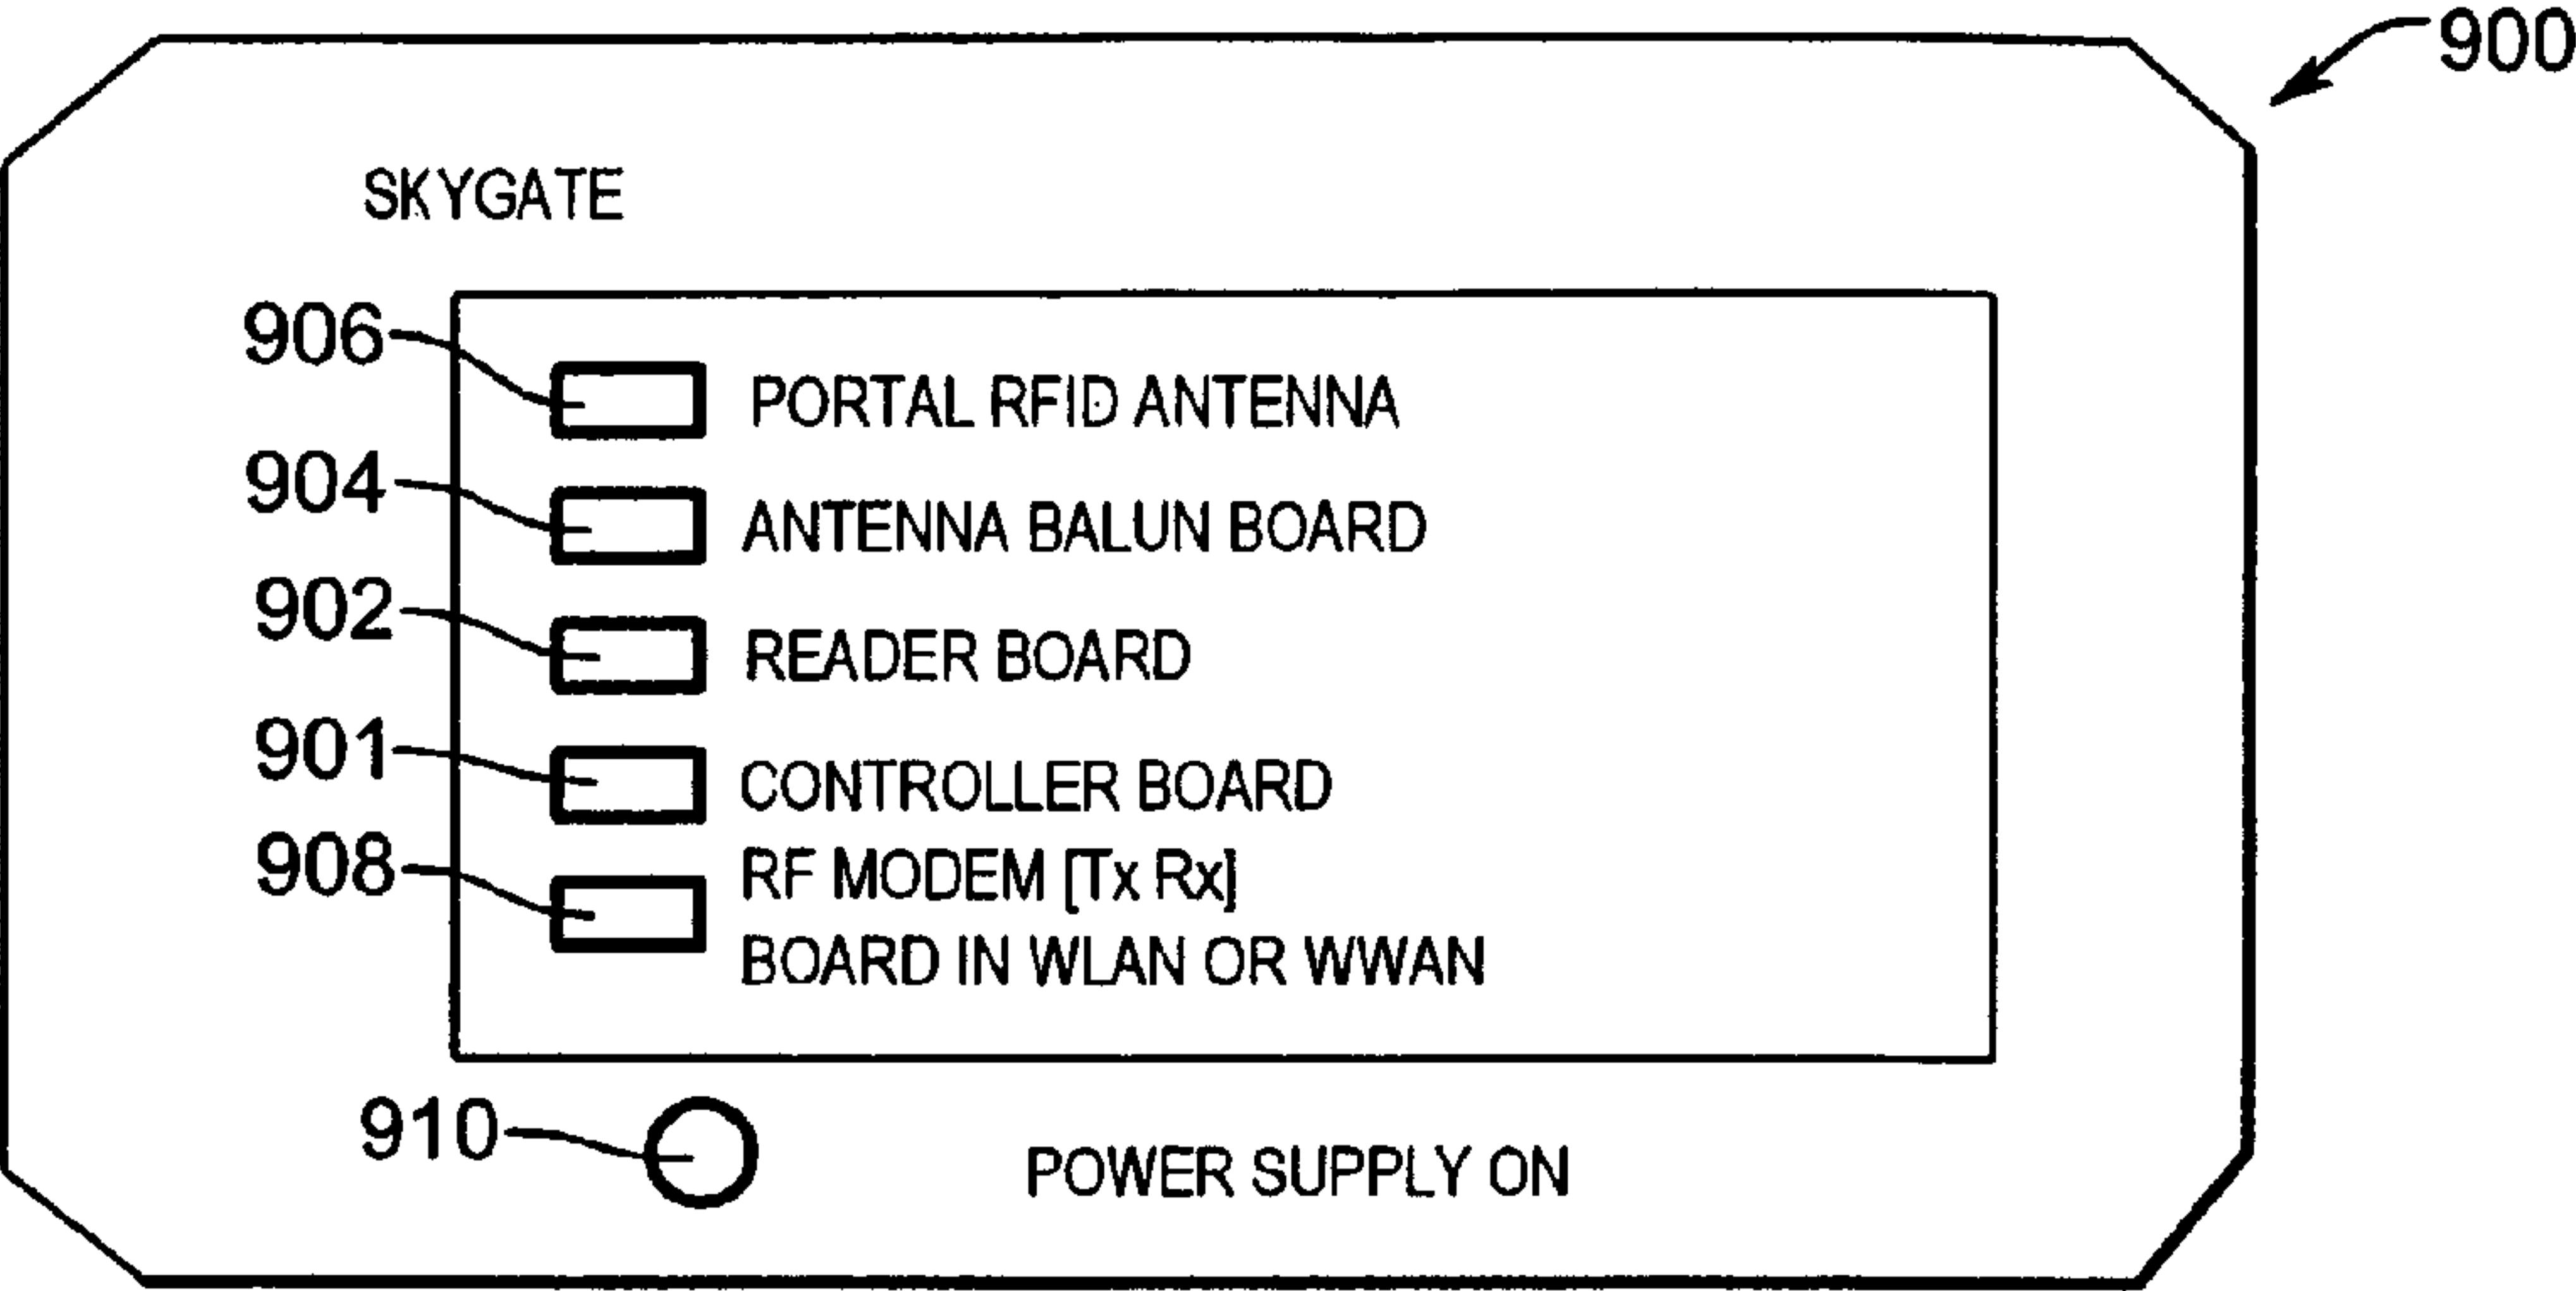 900
SKYGATE
906 PORTAL RFID ANTENNA
904 ANTENNA BALUN BOARD
902 READER BOARD
901 CONTROLLER BOARD
908 RF MODEM [Tx Rx]
BOARD IN WLAN OR WWAN
910 POWER SUPPLY ON